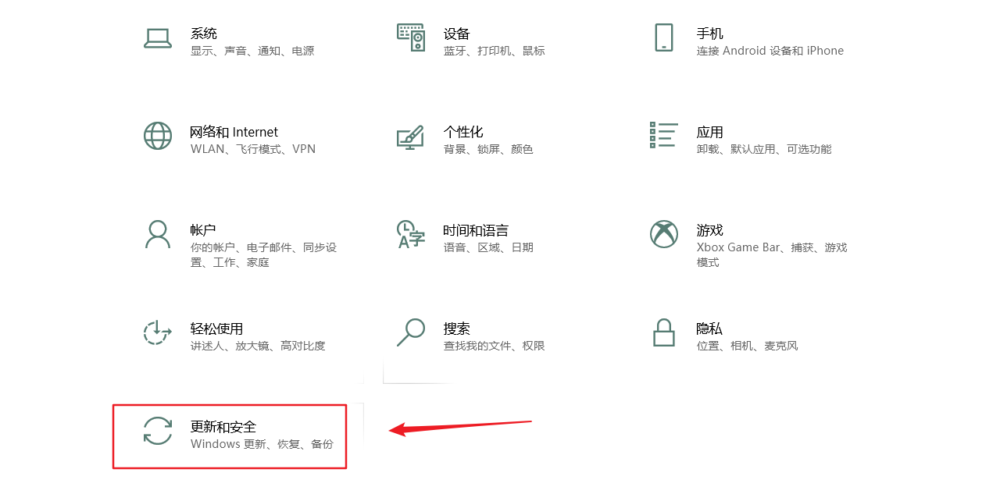 系统
显示、声音、通知、电源
设备
蓝牙、打印机、鼠标
手机
连接 Android 设备和 iPhone
网络和 Internet
WLAN、飞行模式、VPN
个性化
背景、锁屏、颜色
应用
卸载、默认应用、可选功能
帐户
你的帐户、电子邮件、同步设
置、工作、家庭
时间和语言
语音、区域、日期
游戏
Xbox Game Bar、捕获、游戏
模式
轻松使用
讲述人、放大镜、高对比度
搜索
查找我的文件、权限
隐私
位置、相机、麦克风
更新和安全
Windows 更新、恢复、备份